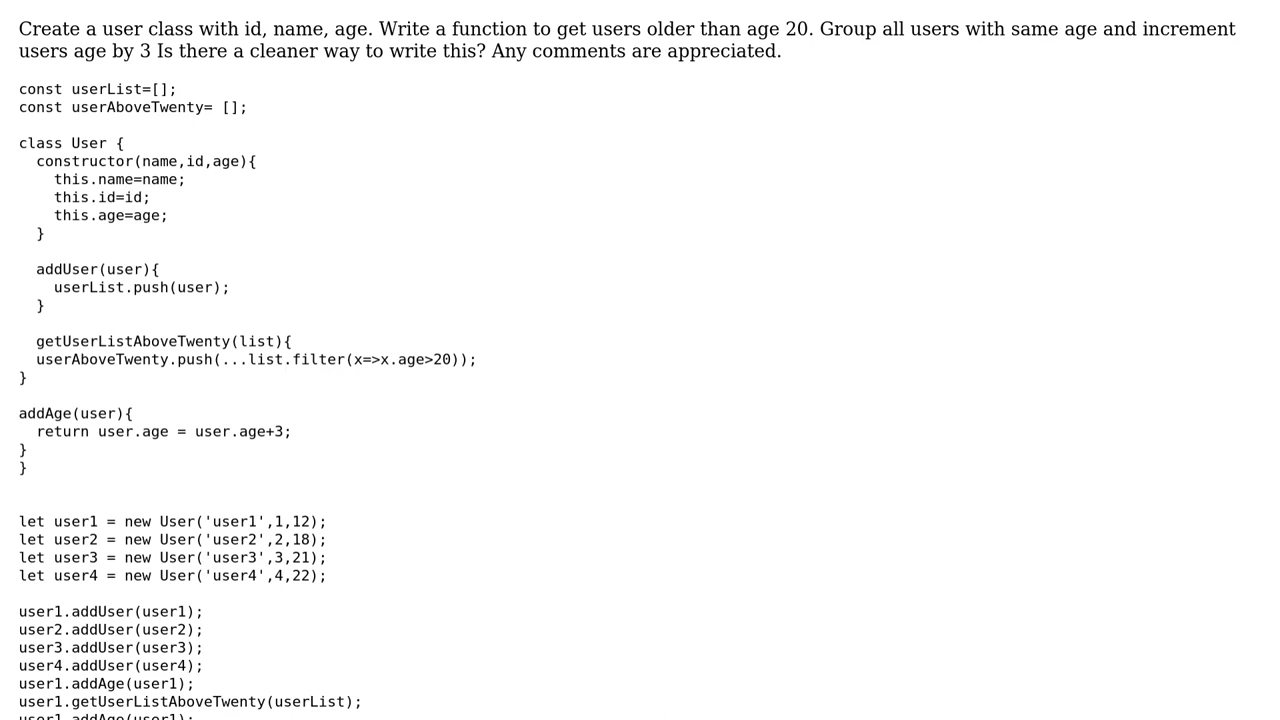 Create a user class with id, name, age. Write a function to get users older than age 20. Group all users with same age and increment
users age by 3 Is there a cleaner way to write this? Any comments are appreciated.
const userList=[];
const userAboveTwenty= [];
class User {
constructor(name,id,age){
this.name=name;
this.id=id;
this.age=age;
}
addUser(user){
userList.push(user);
}
getUserListAboveTwenty(list){
userAboveTwenty.push(...list.filter(x=>x.age>20));
}
addAge(user){
return user.age = user.age+3;
}
}
let user1 = new User('user1',1,12);
let user2 = new User('user2',2,18);
let user3 = new User('user3',3,21);
let user4 = new User('user4',4,22);
user1.addUser(user1);
user2.addUser(user2);
user3.addUser(user3);
user4.addUser(user4);
user1.addAge(user1);
user1.getUserListAboveTwenty(userList);
user1.addAge(user1);